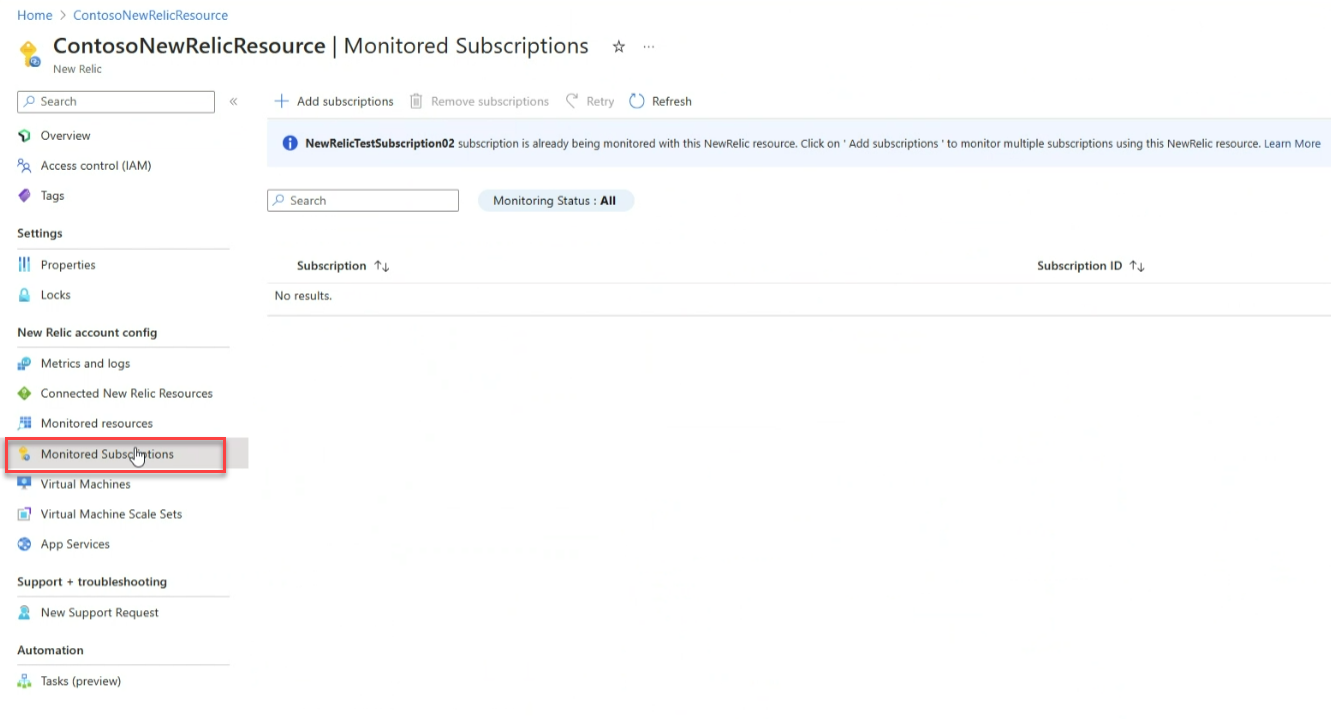 Home > ContosoNewRelicResource
ContosoNewRelicResource | Monitored Subscriptions
New Relic
Search
Overview
Access control (IAM)
Tags
Settings
Properties
Locks
New Relic account config
Metrics and logs
Connected New Relic Resources
Monitored resources
Monitored Subscriptions
Virtual Machines
Virtual Machine Scale Sets
App Services
Support + troubleshooting
New Support Request
Automation
Tasks (preview)
Add subscriptions Remove subscriptions Retry Refresh
NewRelicTestSubscription02 subscription is already being monitored with this NewRelic resource. Click on ' Add subscriptions ' to monitor multiple subscriptions using this NewRelic resource. Learn More
Search Monitoring Status : All
Subscription Subscription ID
No results.